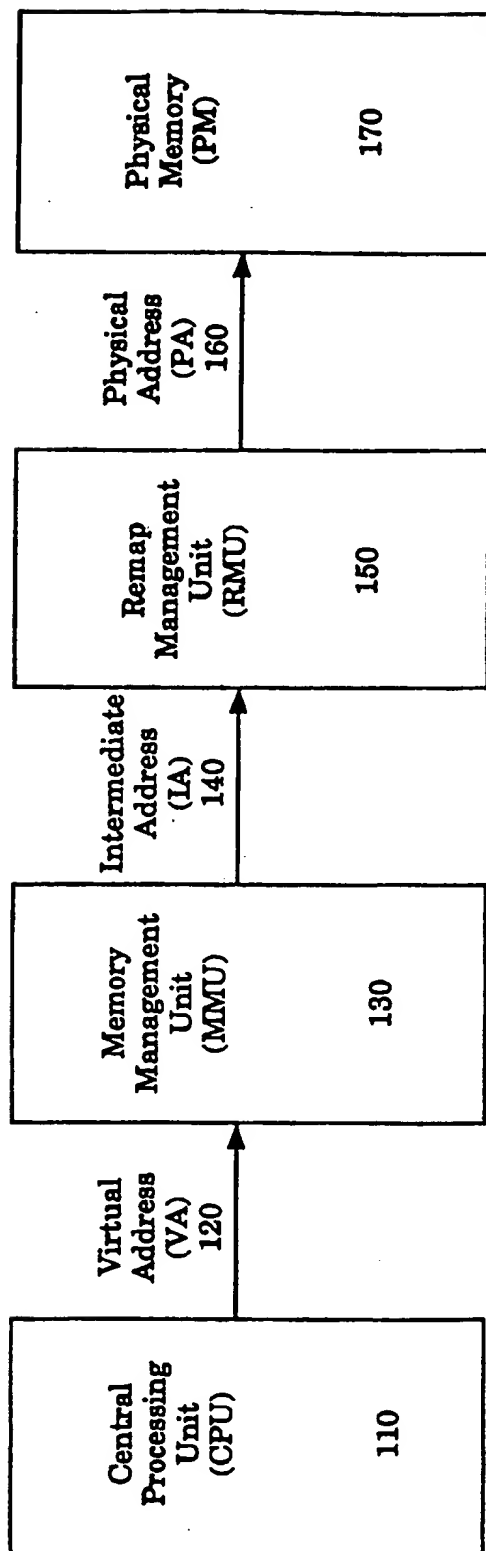 Central
Processing
Unit
(CPU)
110
Virtual
Address
(VA)
120
Memory
Management
Unit
(MMU)
130
Intermediate
Address
(IA)
140
Remap
Management
Unit
(RMU)
150
Physical
Address
(PA)
160
Physical
Memory
(PM)
170